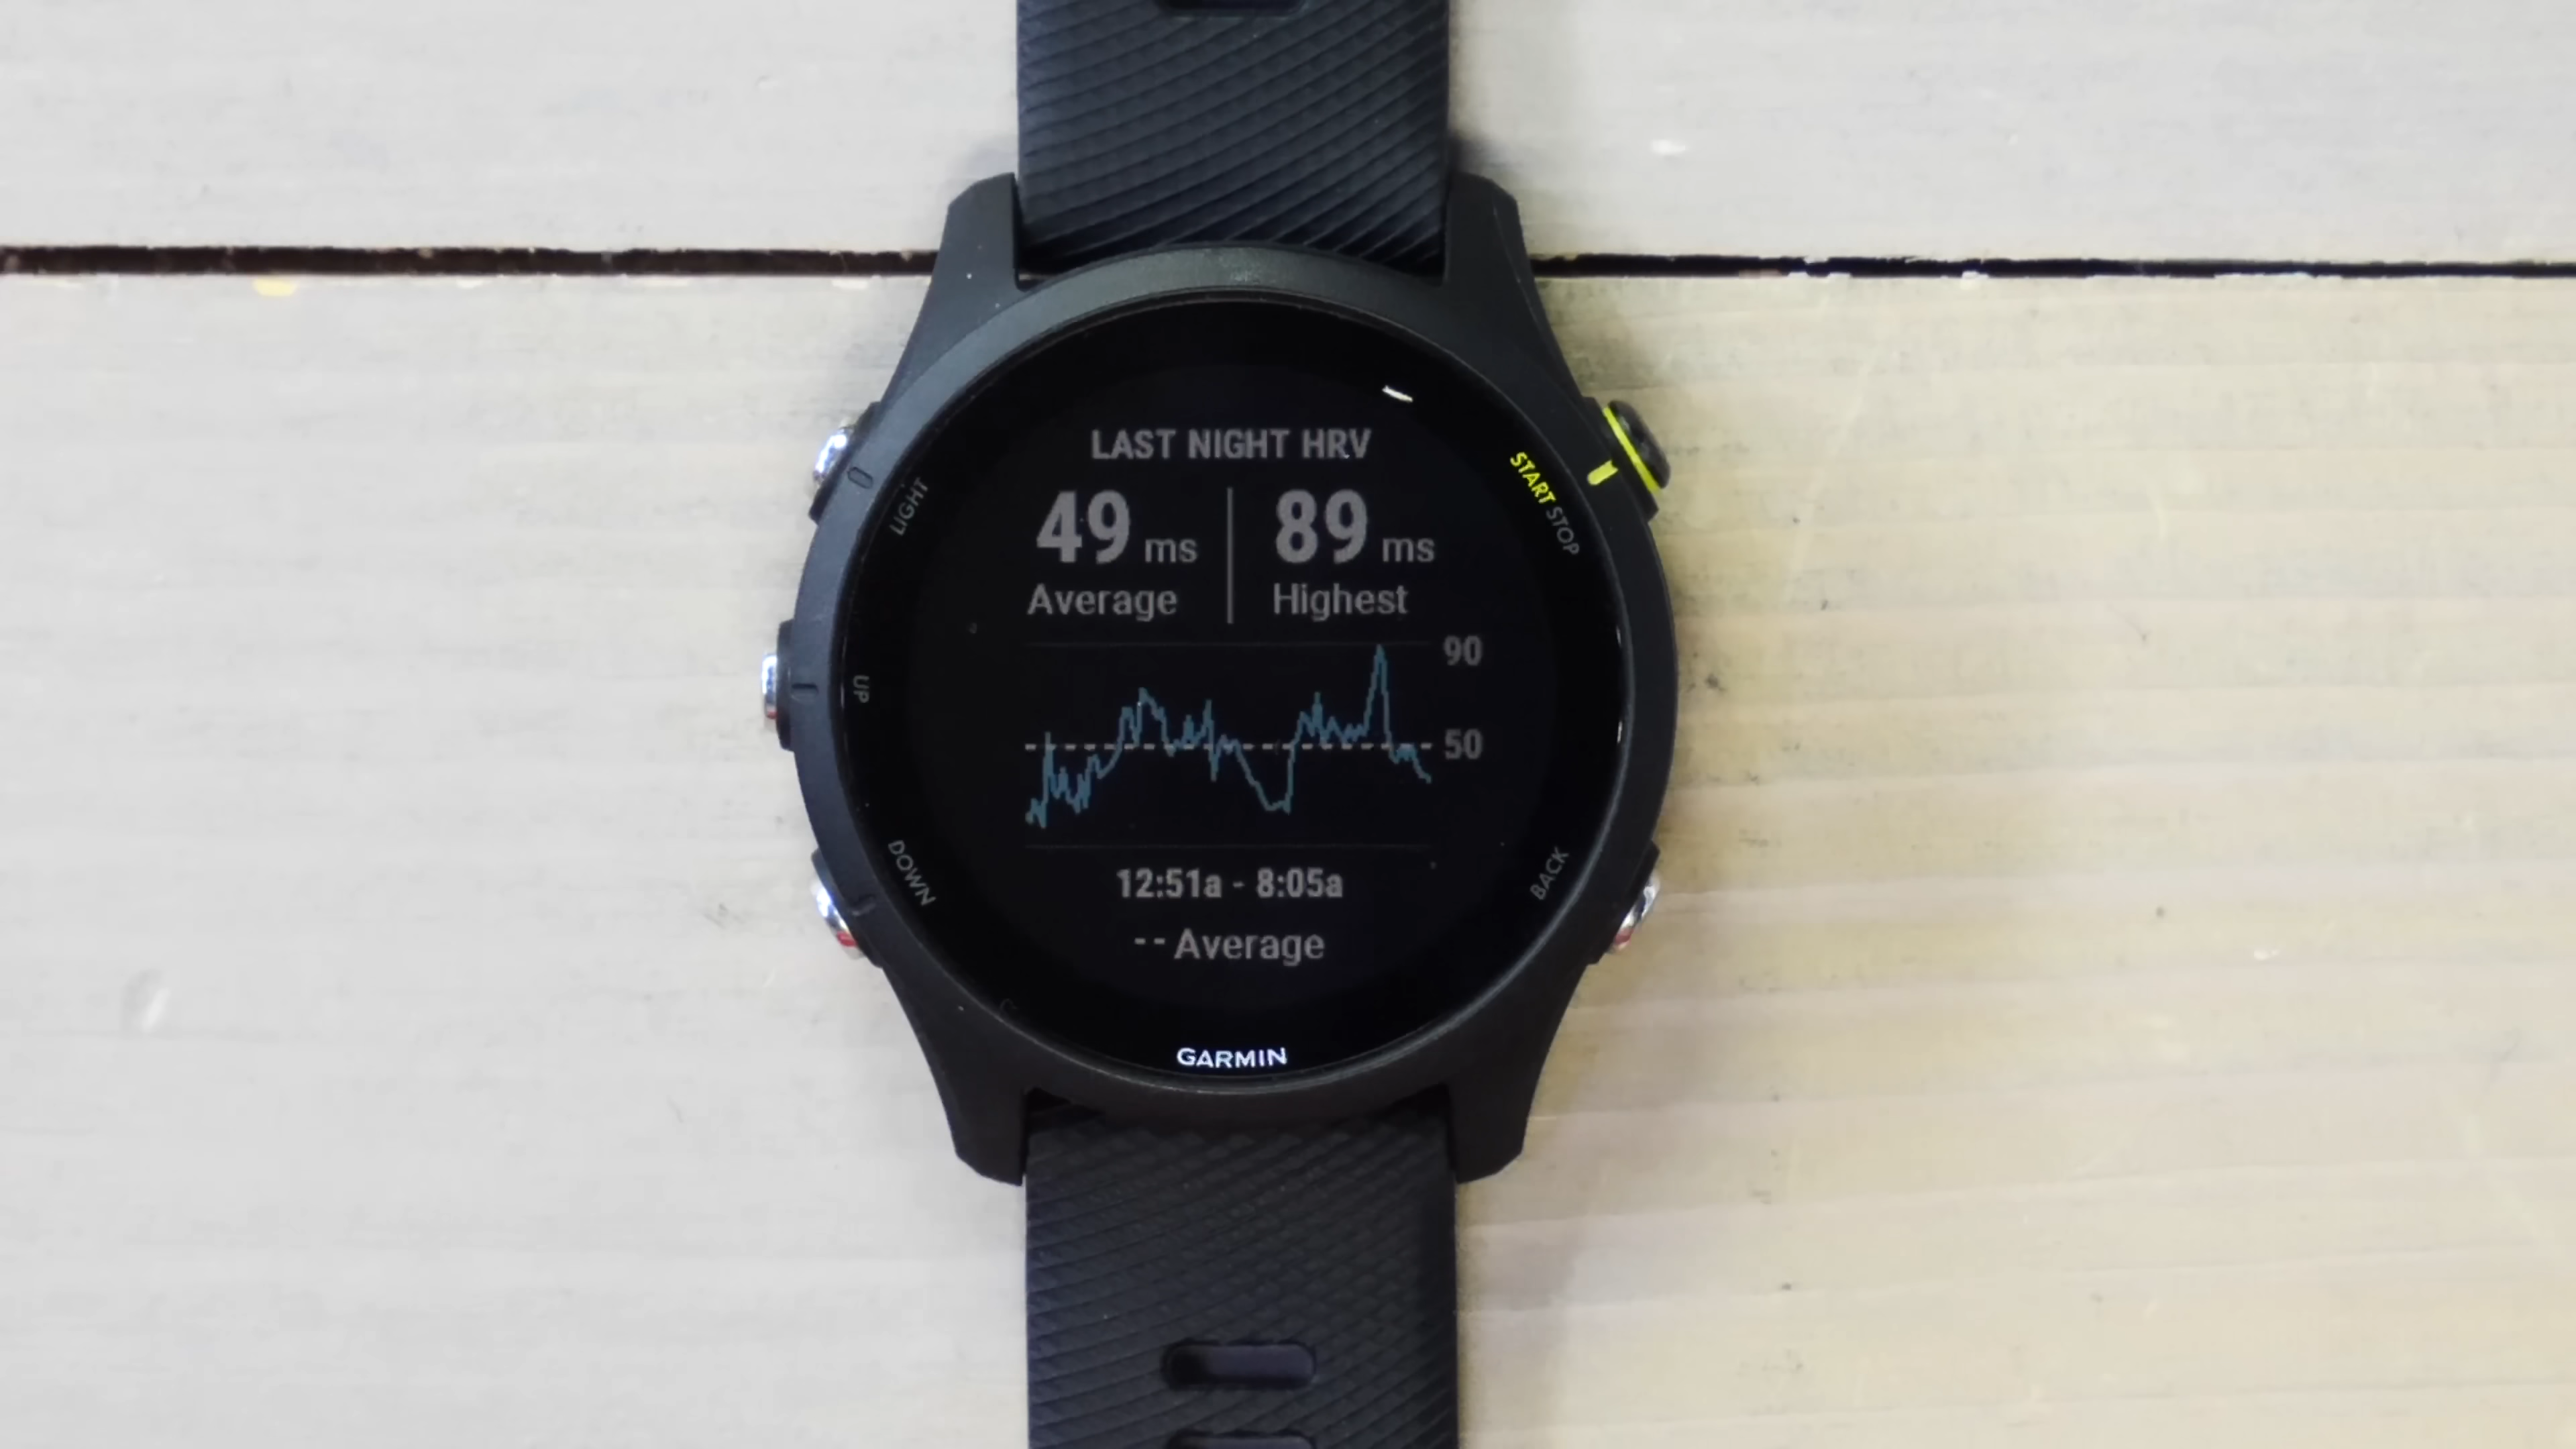 LAST NIGHT HRV
49 ms 89 ms
Average Highest
90
50
12:51a - 8:05a
-- Average
LIGHT
UP
DOWN
START STOP
BACK
GARMIN